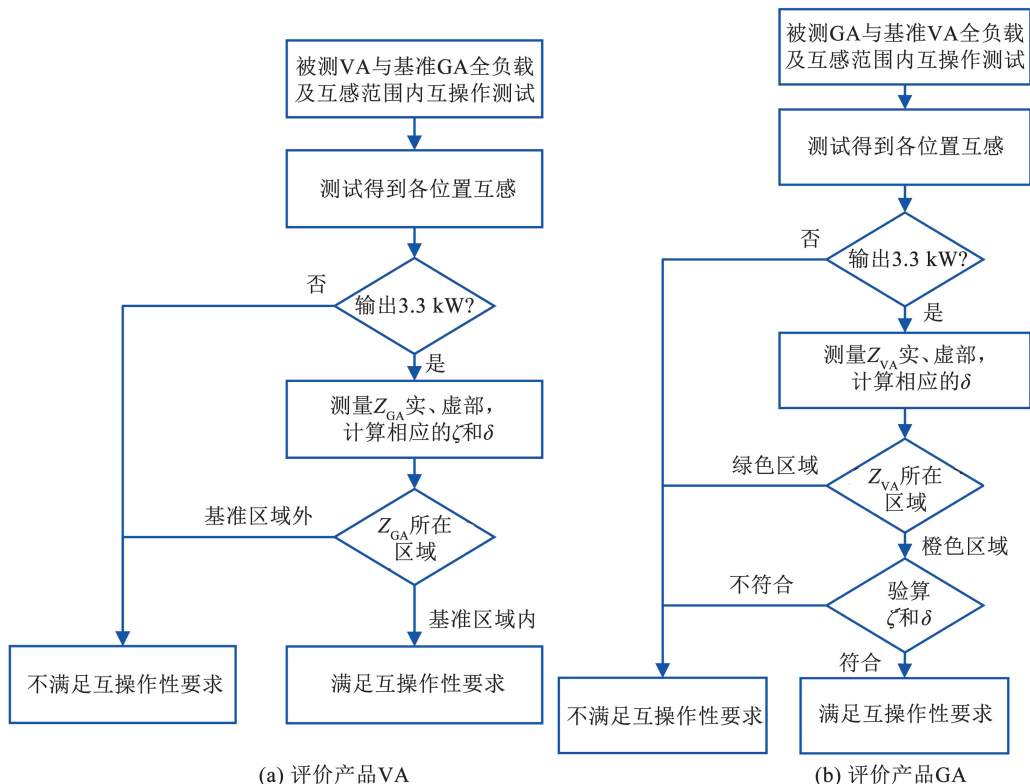 被测VA与基准GA全负载
及互感范围内互操作测试
测试得到各位置互感
否
输出3.3 kW?
是
测量Z_GA实、虚部，
计算相应的ζ和δ
基准区域外
Z_GA所在
区域
基准区域内
不满足互操作性要求
满足互操作性要求
(a) 评价产品VA
被测GA与基准VA全负载
及互感范围内互操作测试
测试得到各位置互感
否
输出3.3 kW?
是
测量Z_VA实、虚部，
计算相应的δ
绿色区域
Z_VA所在
区域
橙色区域
不符合
验算
ζ和δ
符合
不满足互操作性要求
满足互操作性要求
(b) 评价产品GA